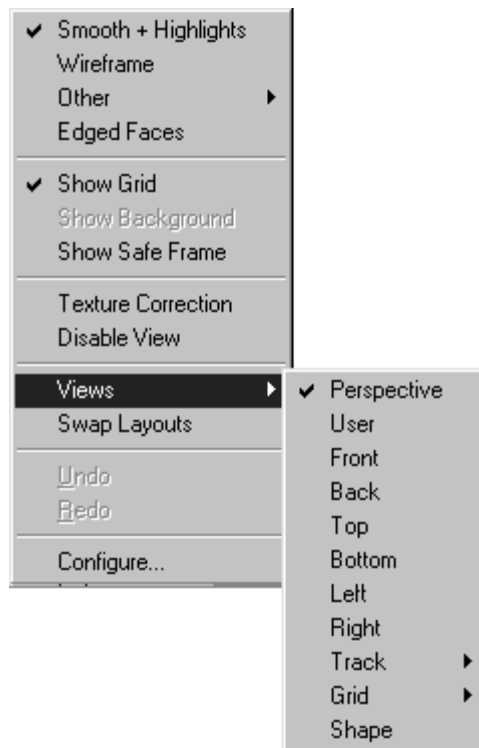 Smooth + Highlights
Wireframe
Other
Edged Faces
Show Grid
Show Background
Show Safe Frame
Texture Correction
Disable View
Views
Swap Layouts
Undo
Redo
Configure...
Perspective
User
Front
Back
Top
Bottom
Left
Right
Track
Grid
Shape